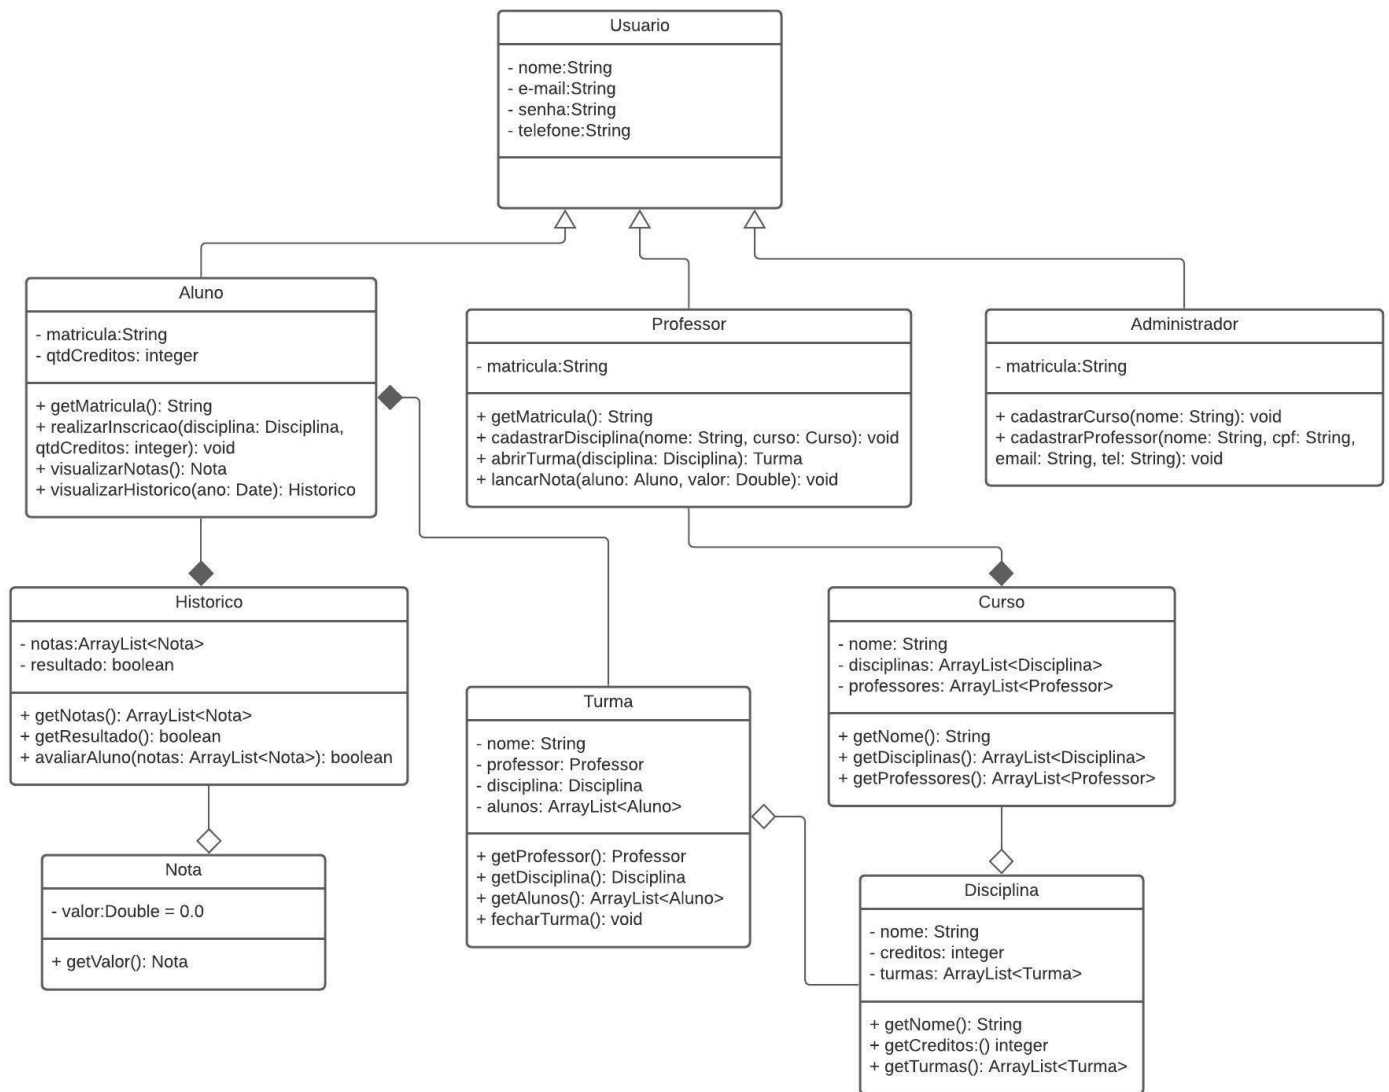 Usuario
- nome:String
- e-mail:String
- senha:String
- telefone:String
Aluno
- matricula:String
- qtdCreditos: integer
+ getMatricula(): String
+ realizarInscricao(disciplina: Disciplina,
qtdCreditos: integer): void
+ visualizarNotas(): Nota
+ visualizarHistorico(ano: Date): Historico
Professor
- matricula:String
+ getMatricula(): String
+ cadastrarDisciplina(nome: String, curso: Curso): void
+ abrirTurma(disciplina: Disciplina): Turma
+ lancarNota(aluno: Aluno, valor: Double): void
Administrador
- matricula:String
+ cadastrarCurso(nome: String): void
+ cadastrarProfessor(nome: String, cpf: String,
email: String, tel: String): void
Historico
- notas:ArrayList<Nota>
- resultado: boolean
+ getNotas(): ArrayList<Nota>
+ getResultado(): boolean
+ avaliarAluno(notas: ArrayList<Nota>): boolean
Turma
- nome: String
- professor: Professor
- disciplina: Disciplina
- alunos: ArrayList<Aluno>
+ getProfessor(): Professor
+ getDisciplina(): Disciplina
+ getAlunos(): ArrayList<Aluno>
+ fecharTurma(): void
Curso
- nome: String
- disciplinas: ArrayList<Disciplina>
- professores: ArrayList<Professor>
+ getNome(): String
+ getDisciplinas(): ArrayList<Disciplina>
+ getProfessores(): ArrayList<Professor>
Nota
- valor:Double = 0.0
+ getValor(): Nota
Disciplina
- nome: String
- creditos: integer
- turmas: ArrayList<Turma>
+ getNome(): String
+ getCreditos:() integer
+ getTurmas(): ArrayList<Turma>